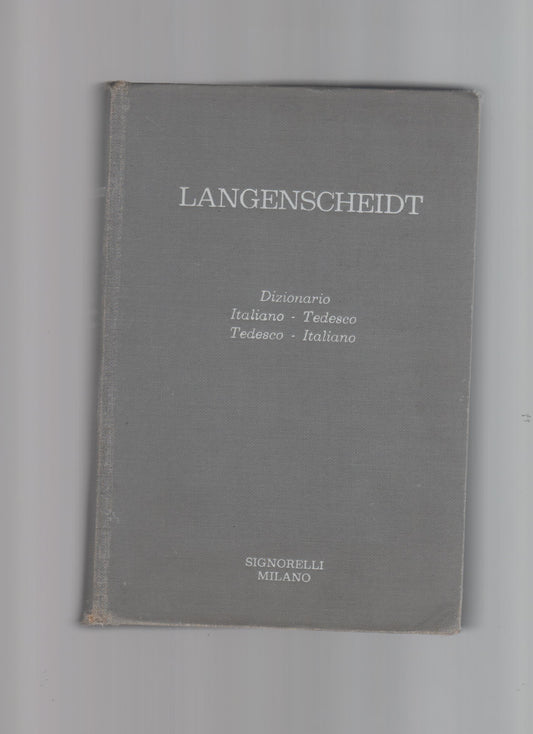 LANGENSCHEIDT
Dizionario
Italiano - Tedesco
Tedesco - Italiano
SIGNORELLI
MILANO